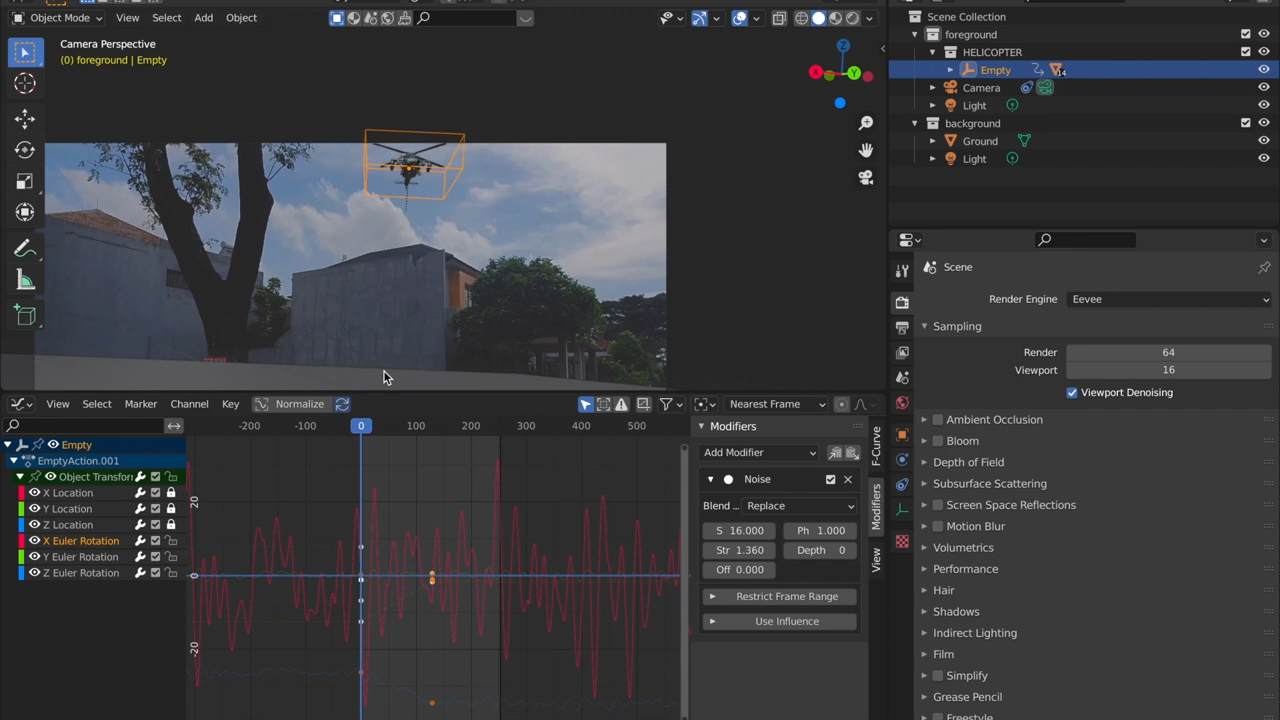 Object Mode View Select Add Object
Camera Perspective
(0) foreground | Empty
X
Y
Z
Scene Collection
foreground
HELICOPTER
Empty 14
Camera
Light
background
Ground
Light
Scene
Render Engine Eevee
Sampling
Render 64
Viewport 16
Viewport Denoising
Ambient Occlusion
Bloom
Depth of Field
Subsurface Scattering
Screen Space Reflections
Motion Blur
Volumetrics
Performance
Hair
Shadows
Indirect Lighting
Film
Simplify
Grease Pencil
Freestyle
View Select Marker Channel Key Normalize Nearest Frame
-200 -100 0 100 200 300 400 500
20
0
-20
Empty
EmptyAction.001
Object Transfor
X Location
Y Location
Z Location
X Euler Rotation
Y Euler Rotation
Z Euler Rotation
Modifiers
Add Modifier
Noise
Blend ... Replace
S 16.000 Ph 1.000
Str 1.360 Depth 0
Off 0.000
Restrict Frame Range
Use Influence
F-Curve
Modifiers
View